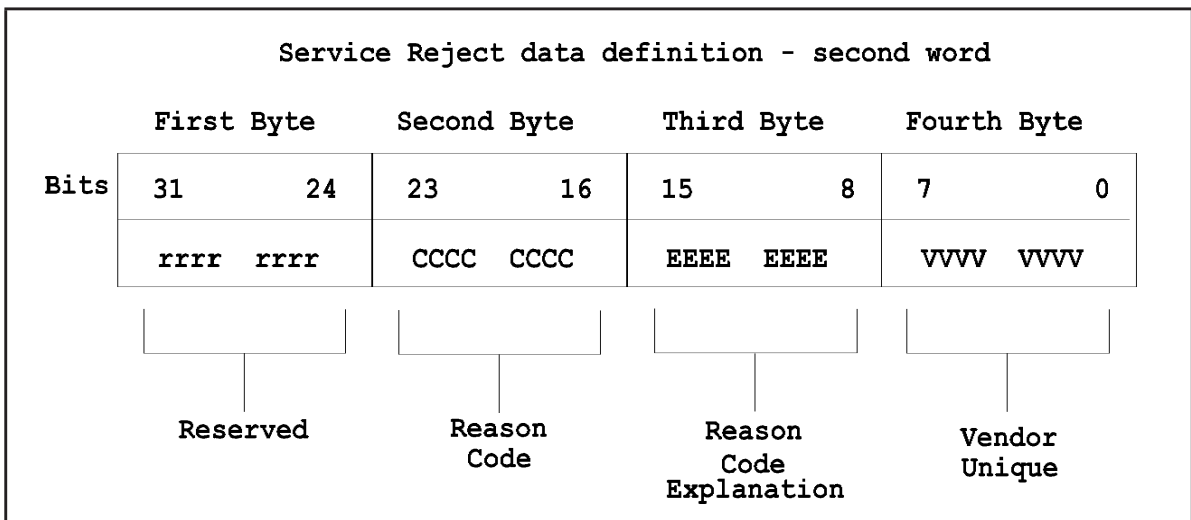 Service Reject data definition - second word
First Byte Second Byte Third Byte Fourth Byte
Bits 31 24 23 16 15 8 7 0
rrrr rrrr CCCC CCCC EEEE EEEE VVVV VVVV
Reserved Reason Code Reason Code Explanation Vendor Unique